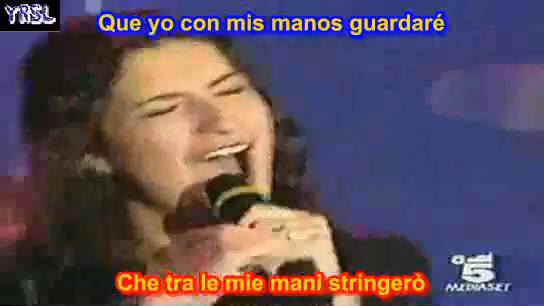 YRSL
Que yo con mis manos guardaré
Che tra le mie mani stringerò
5
MEDIASET